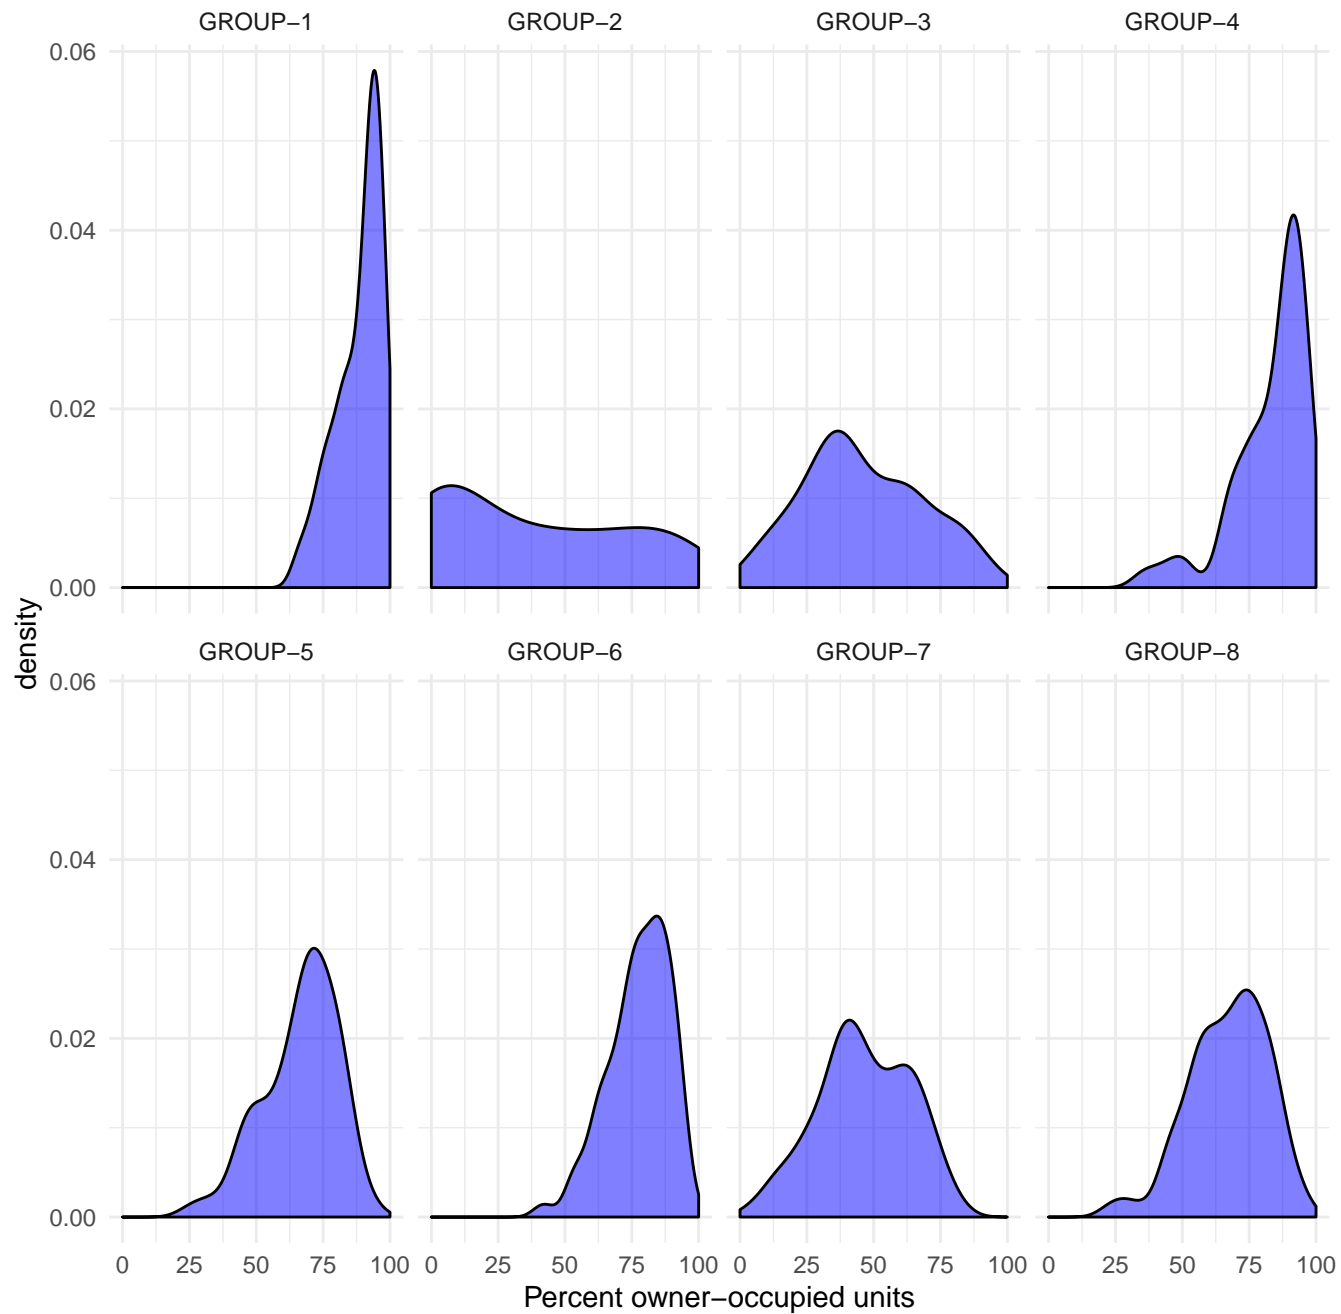 GROUP−1 GROUP−2 GROUP−3 GROUP−4
0.06
0.04
0.02
0.00
density
GROUP−5 GROUP−6 GROUP−7 GROUP−8
0.06
0.04
0.02
0.00
0 25 50 75 100 0 25 50 75 100 0 25 50 75 100 0 25 50 75 100
Percent owner−occupied units